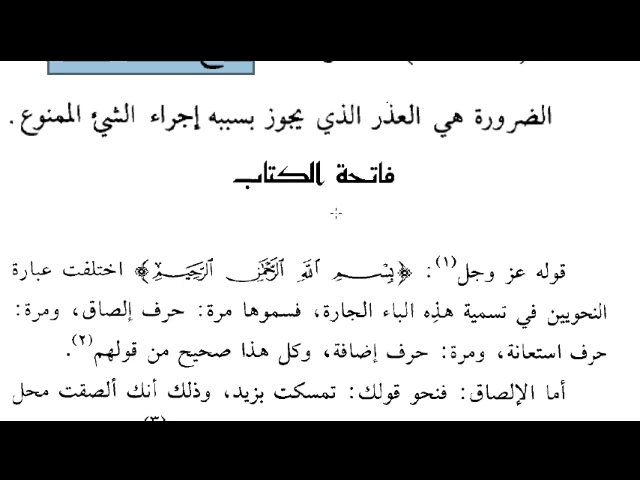 الضرورة هي العذر الذي يجوز بسببه إجراء الشيء الممنوع .
فاتحة الكتاب
قوله عز وجل(١): ﴿بِسْمِ اللَّهِ الرَّحْمَٰنِ الرَّحِيمِ﴾ اختلفت عبارة
النحويين في تسمية هذِه الباء الجارة، فسموها مرة: حرف إلصاق، ومرة:
حرف استعانة، ومرة: حرف إضافة، وكل هذا صحيح من قولهم(٢).
أما الإلصاق: فنحو قولك: تمسكت بزيد، وذلك أنك ألصقت محل